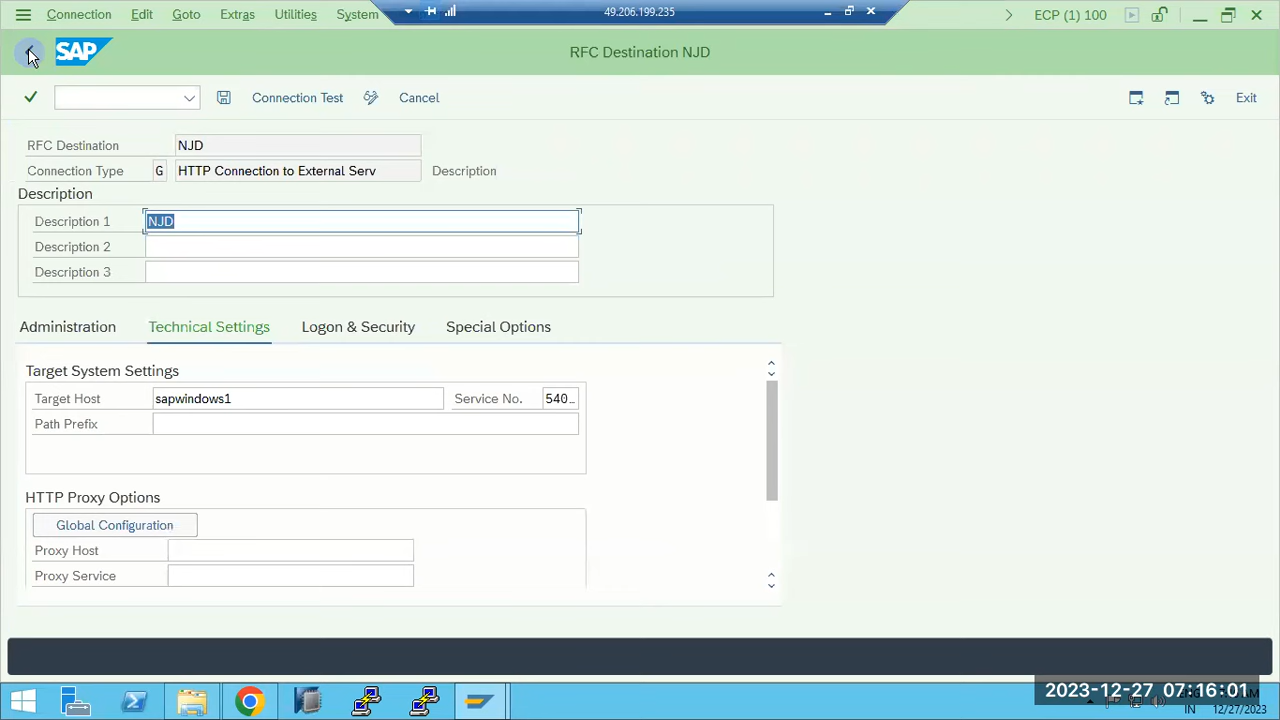 Connection Edit Goto Extras Utilities System 49.206.199.235 ECP (1) 100
SAP RFC Destination NJD
Connection Test Cancel Exit
RFC Destination NJD
Connection Type G HTTP Connection to External Serv Description
Description
Description 1 NJD
Description 2
Description 3
Administration Technical Settings Logon & Security Special Options
Target System Settings
Target Host sapwindows1 Service No. 540..
Path Prefix
HTTP Proxy Options
Global Configuration
Proxy Host
Proxy Service
2023-12-27 07:16:01
IN 12/27/2023